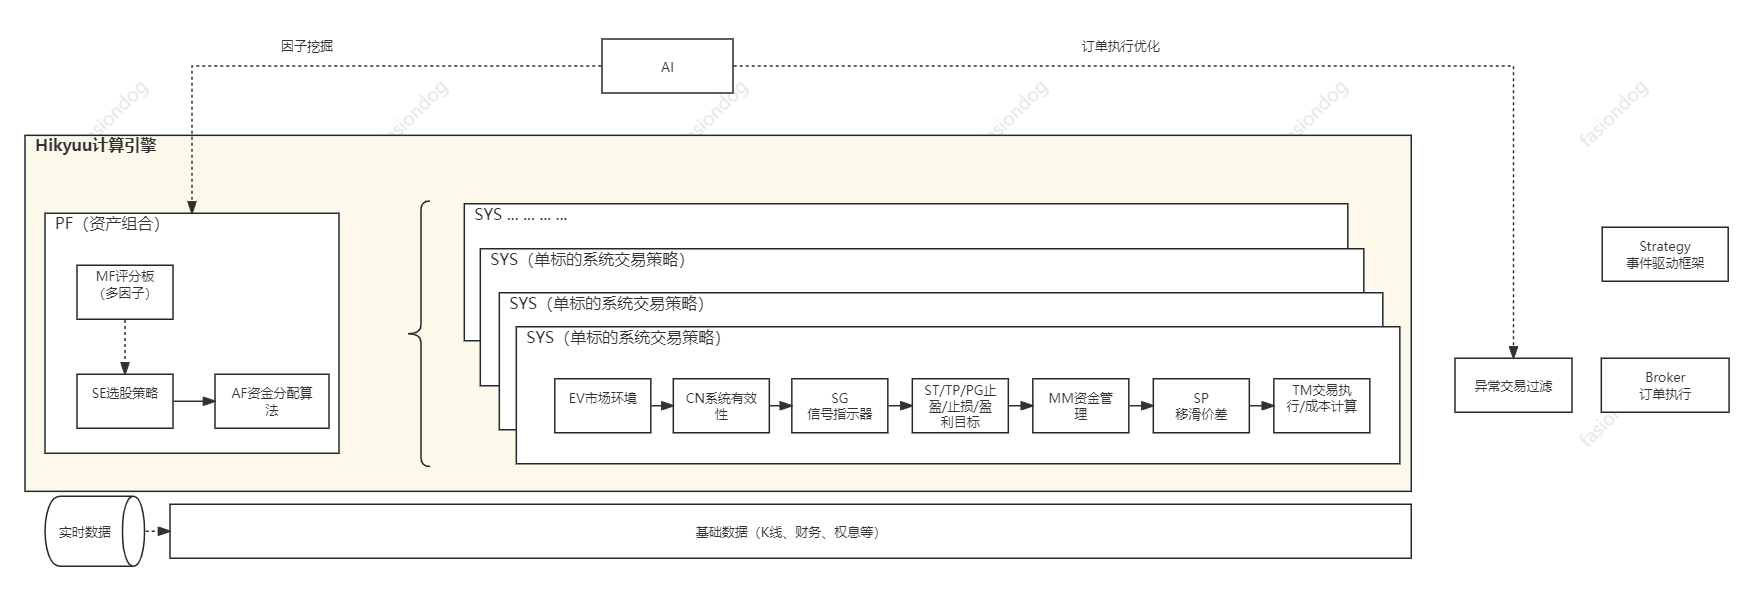 因子挖掘
AI
订单执行优化
fasiondog
fasiondog
fasiondog
fasiondog
fasiondog
fasiondog
Hikyuu计算引擎
PF（资产组合）
MF评分板
（多因子）
SE选股策略
AF资金分配算
法
SYS ... ... ... ...
SYS（单标的系统交易策略）
SYS（单标的系统交易策略）
SYS（单标的系统交易策略）
EV市场环境
CN系统有效
性
SG
信号指示器
ST/TP/PG止
盈/止损/盈
利目标
MM资金管
理
SP
移滑价差
TM交易执
行/成本计算
Strategy
事件驱动框架
异常交易过滤
Broker
订单执行
fasion
实时数据
基础数据（K线、财务、权息等）